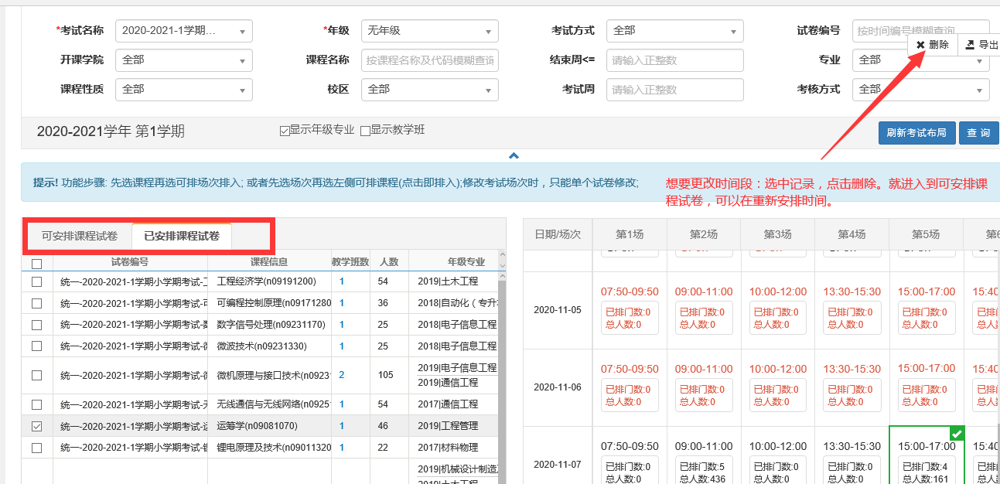 *考试名称 2020-2021-1学期... *年级 无年级 考试方式 全部 试卷编号 按时间编号模糊查询
删除 导出
开课学院 全部 课程名称 按课程名称及代码模糊查询 结束周<= 请输入正整数 专业 全部
课程性质 全部 校区 全部 考试周 请输入正整数 考核方式 全部
2020-2021学年 第1学期 显示年级专业 显示教学班 刷新考试布局 查 询
提示! 功能步骤: 先选课程再选可排场次排入; 或者先选场次再选左侧可排课程(点击即排入);修改考试场次时，只能单个试卷修改;
想要更改时间段：选中记录，点击删除。就进入到可安排课
程试卷，可以在重新安排时间。
可安排课程试卷 已安排课程试卷
试卷编号 课程信息 教学班数 人数 年级专业
统一-2020-2021-1学期小学期考试- 工程经济学(n09191200) 1 54 2019|土木工程
统一-2020-2021-1学期小学期考试- 可编程控制原理(n09171280 1 36 2018|自动化（专升
统一-2020-2021-1学期小学期考试- 数字信号处理(n09231170) 1 25 2018|电子信息工程
统一-2020-2021-1学期小学期考试- 微波技术(n09231330) 1 25 2018|电子信息工程
统一-2020-2021-1学期小学期考试- 微机原理与接口技术(n0923 2 105 2019|电子信息工程
2019|通信工程
统一-2020-2021-1学期小学期考试- 无线通信与无线网络(n0925 1 54 2017|通信工程
统一-2020-2021-1学期小学期考试- 运筹学(n09081070) 1 46 2019|工程管理
统一-2020-2021-1学期小学期考试- 锂电原理及技术(n09011320 1 22 2017|材料物理
2019|机械设计制造
2019|土木工程
日期/场次 第1场 第2场 第3场 第4场 第5场 第6
07:50-09:50 09:00-11:00 10:00-12:00 13:30-15:30 15:00-17:00 15:40
2020-11-05
已排门数:0 已排门数:0 已排门数:0 已排门数:0 已排门数:0 已排
总人数:0 总人数:0 总人数:0 总人数:0 总人数:0 总人
07:50-09:50 09:00-11:00 10:00-12:00 13:30-15:30 15:00-17:00 15:40
2020-11-06
已排门数:0 已排门数:0 已排门数:0 已排门数:0 已排门数:0 已排
总人数:0 总人数:0 总人数:0 总人数:0 总人数:0 总人
07:50-09:50 09:00-11:00 10:00-12:00 13:30-15:30 15:00-17:00 15:40
2020-11-07
已排门数:0 已排门数:5 已排门数:0 已排门数:0 已排门数:4 已排
总人数:0 总人数:436 总人数:0 总人数:0 总人数:161 总人